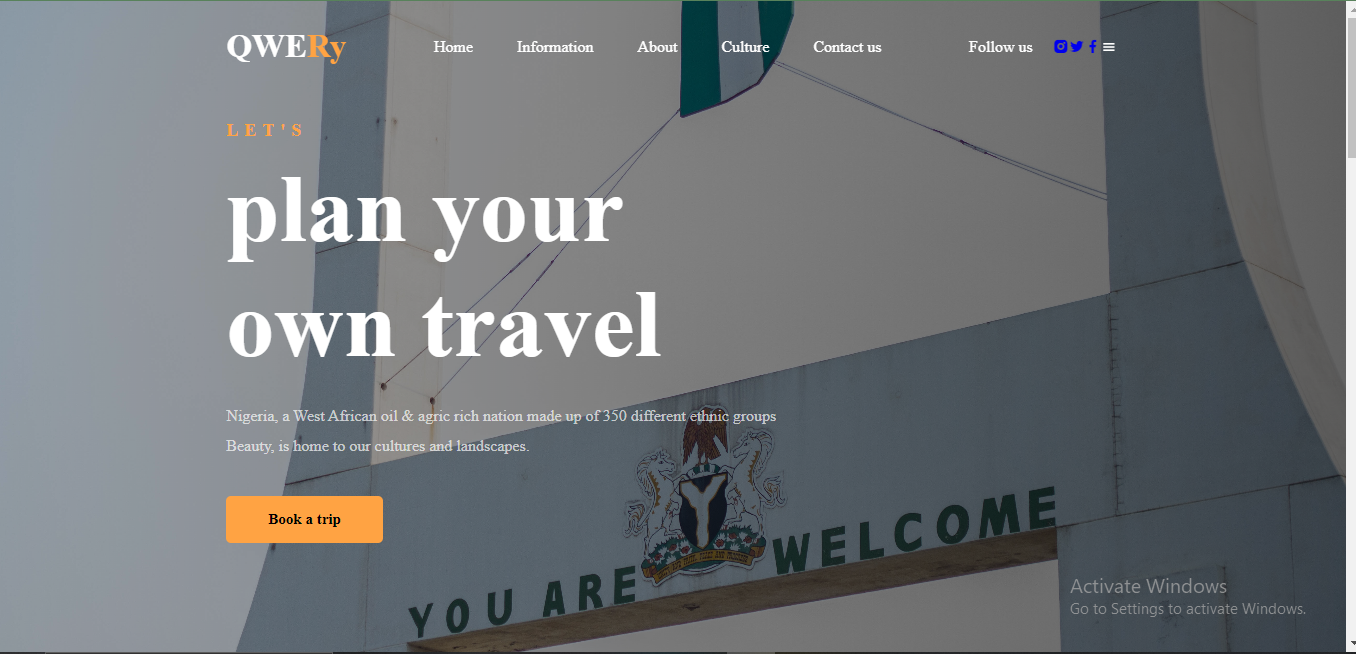 QWERy
Home Information About Culture Contact us Follow us
LET'S
plan your
own travel
Nigeria, a West African oil & agric rich nation made up of 350 different ethnic groups
Beauty, is home to our cultures and landscapes.
Book a trip
YOU ARE WELCOME
Activate Windows
Go to Settings to activate Windows.